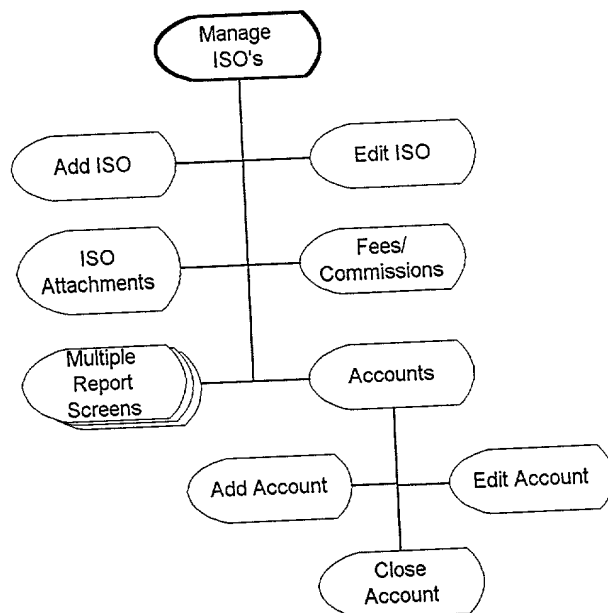 Manage
ISO's
Add ISO
Edit ISO
ISO
Attachments
Fees/
Commissions
Multiple
Report
Screens
Accounts
Add Account
Edit Account
Close
Account